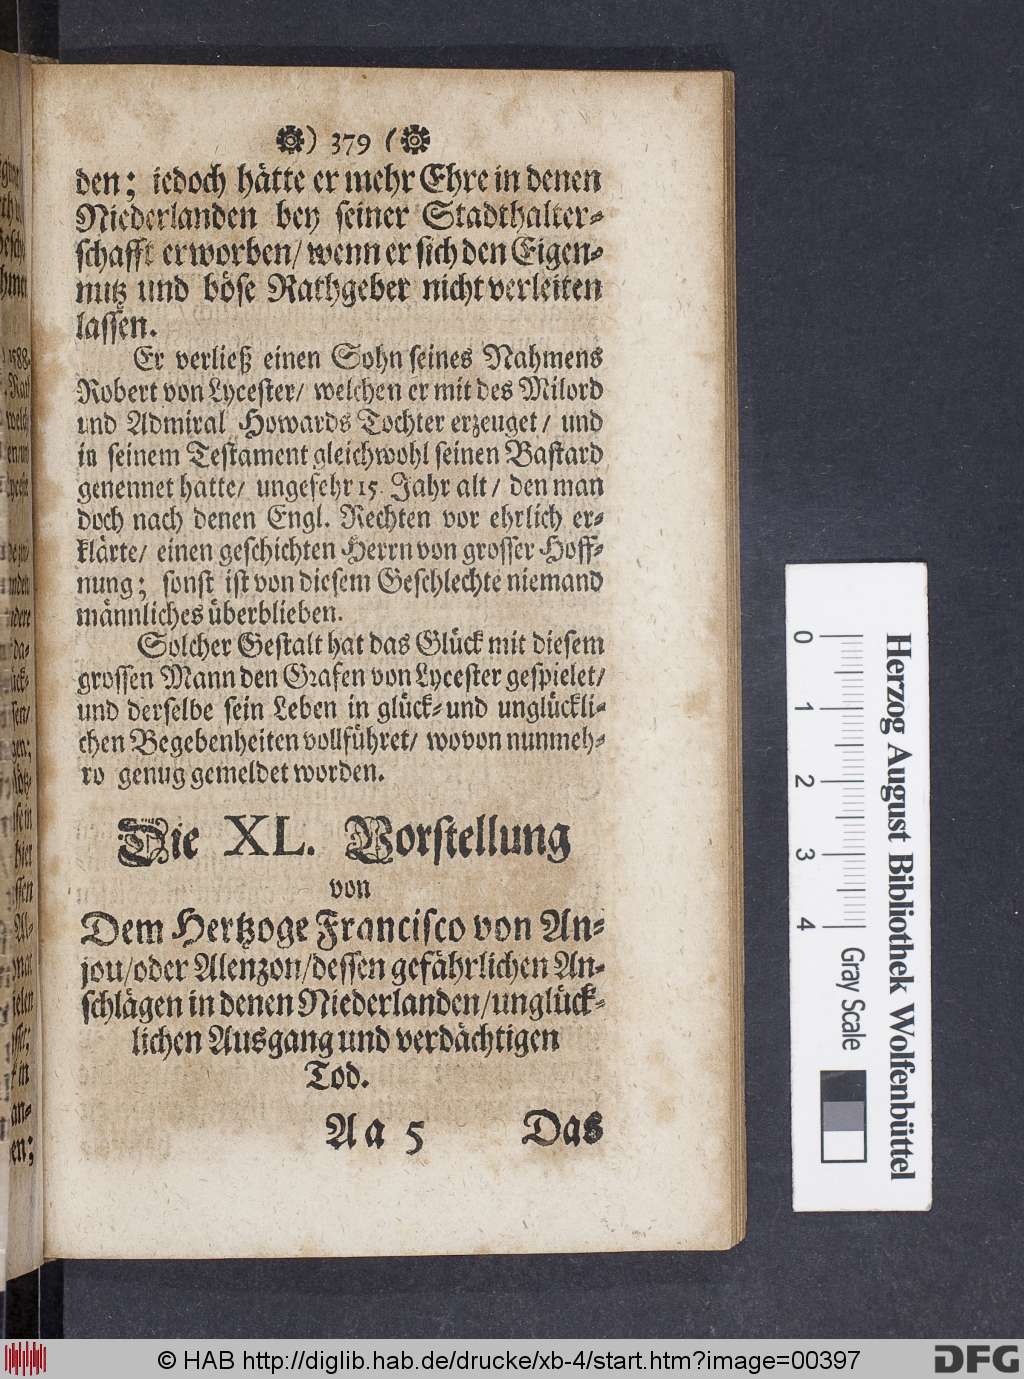 ) 379 (
den; iedoch hätte er mehr Ehre in denen
Niederlanden bey seiner Stadthalter-
schafft erworben/ wenn er sich den Eigen-
nutz und böse Rathgeber nicht verleiten
lassen.
Er verließ einen Sohn seines Nahmens
Robert von Lycester/ welchen er mit des Milord
und Admiral Howards Tochter erzeuget/ und
in seinem Testament gleichwohl seinen Bastard
genennet hatte/ ungefehr 15. Jahr alt/ den man
doch nach denen Engl. Rechten vor ehrlich er-
klärte/ einen geschichten Herrn von grosser Hoff-
nung; sonst ist von diesem Geschlechte niemand
männliches überblieben.
Solcher Gestalt hat das Glück mit diesem
grossen Mann den Grafen von Lycester gespielet/
und derselbe sein Leben in glück- und unglückli-
chen Begebenheiten vollführet/ wovon nunmeh-
ro genug gemeldet worden.
Die XL. Vorstellung
von
Dem Hertzoge Francisco von An-
jou/oder Alenzon/dessen gefährlichen An-
schlägen in denen Niederlanden/unglück-
lichen Ausgang und verdächtigen
Tod.
Aa 5 Das
0 1 2 3 4
Herzog August Bibliothek Wolfenbüttel
Gray Scale
© HAB http://diglib.hab.de/drucke/xb-4/start.htm?image=00397
DFG